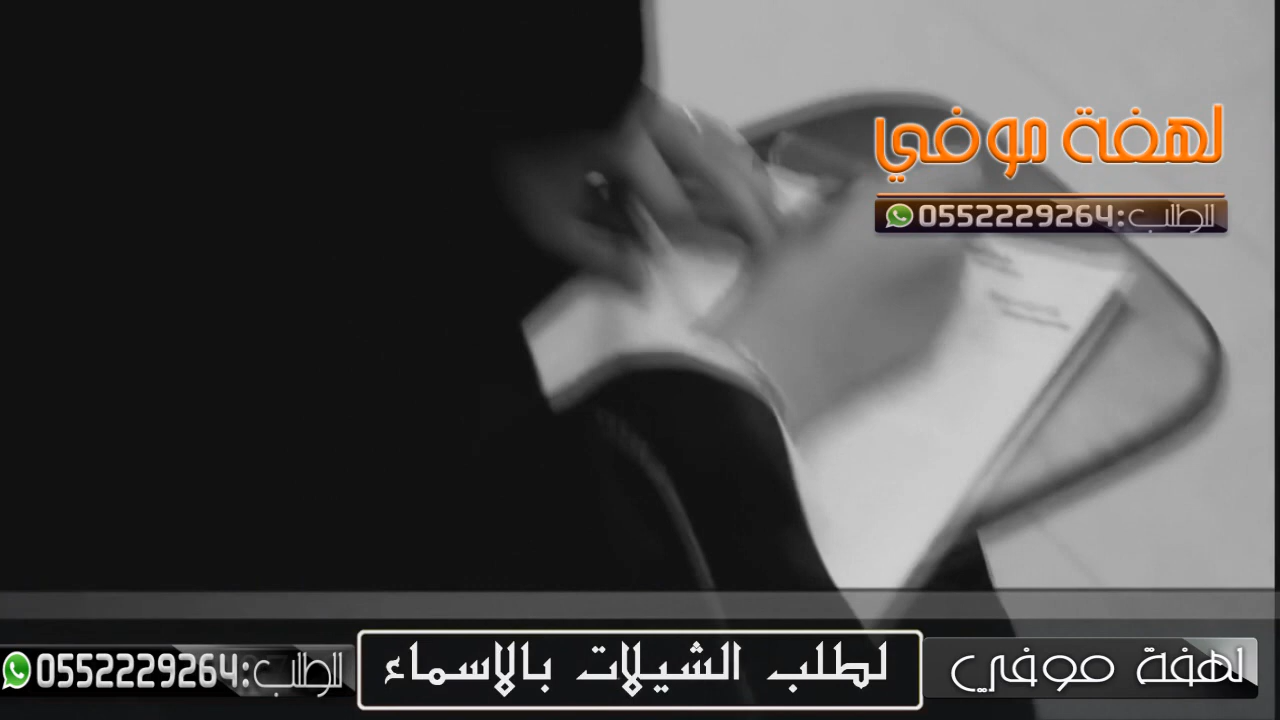 لهفة موفي
للطلب:0552229264
لهفة موفي
لطلب الشيلات بالاسماء
للطلب:0552229264